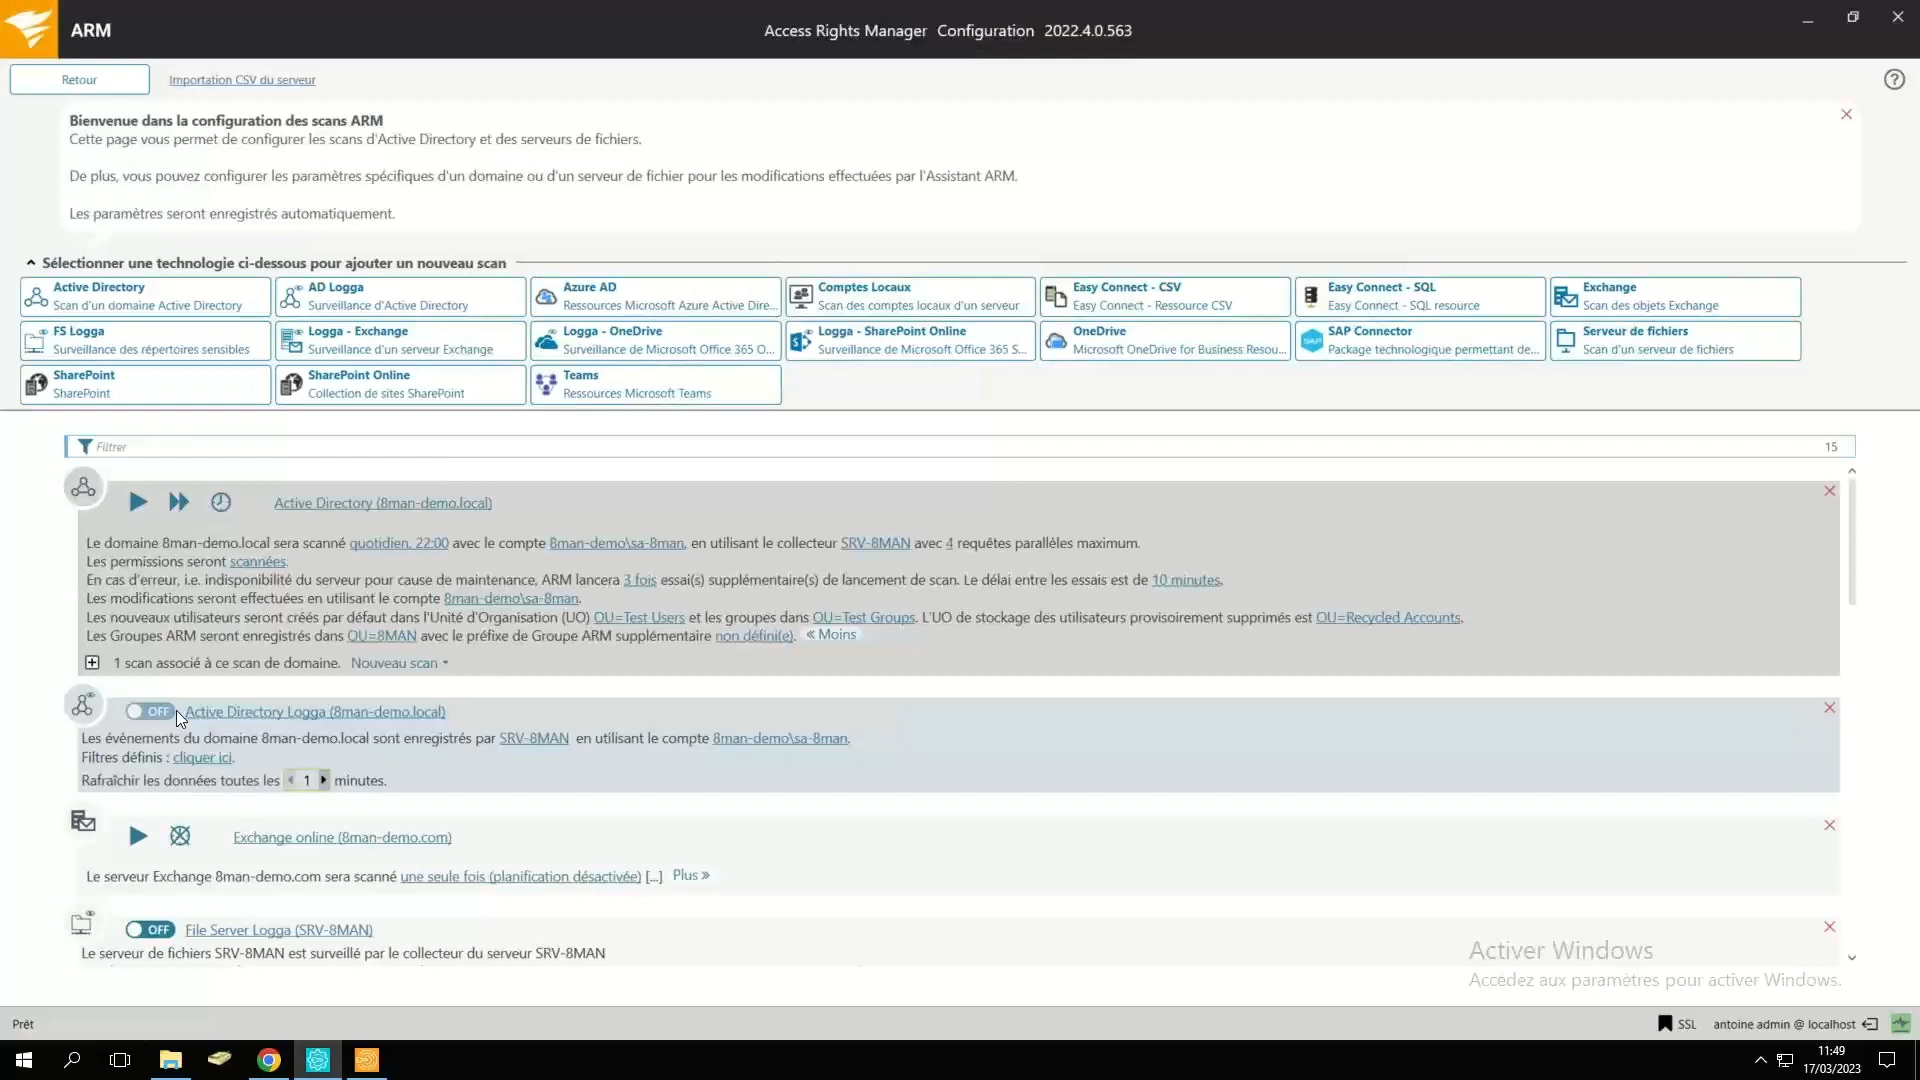 ARM
Access Rights Manager Configuration 2022.4.0.563
Retour
Importation CSV du serveur
Bienvenue dans la configuration des scans ARM
Cette page vous permet de configurer les scans d'Active Directory et des serveurs de fichiers.
De plus, vous pouvez configurer les paramètres spécifiques d'un domaine ou d'un serveur de fichier pour les modifications effectuées par l'Assistant ARM.
Les paramètres seront enregistrés automatiquement.
Sélectionner une technologie ci-dessous pour ajouter un nouveau scan
Active Directory
Scan d'un domaine Active Directory
AD Logga
Surveillance d'Active Directory
Azure AD
Ressources Microsoft Azure Active Dire...
Comptes Locaux
Scan des comptes locaux d'un serveur
Easy Connect - CSV
Easy Connect - Ressource CSV
Easy Connect - SQL
Easy Connect - SQL resource
Exchange
Scan des objets Exchange
FS Logga
Surveillance des répertoires sensibles
Logga - Exchange
Surveillance d'un serveur Exchange
Logga - OneDrive
Surveillance de Microsoft Office 365 O...
Logga - SharePoint Online
Surveillance de Microsoft Office 365 S...
OneDrive
Microsoft OneDrive for Business Resou...
SAP Connector
Package technologique permettant de...
Serveur de fichiers
Scan d'un serveur de fichiers
SharePoint
SharePoint
SharePoint Online
Collection de sites SharePoint
Teams
Ressources Microsoft Teams
Filtrer
15
Active Directory (8man-demo.local)
Le domaine 8man-demo.local sera scanné quotidien, 22:00 avec le compte 8man-demo\sa-8man, en utilisant le collecteur SRV-8MAN avec 4 requêtes parallèles maximum.
Les permissions seront scannées.
En cas d'erreur, i.e. indisponibilité du serveur pour cause de maintenance, ARM lancera 3 fois essai(s) supplémentaire(s) de lancement de scan. Le délai entre les essais est de 10 minutes.
Les modifications seront effectuées en utilisant le compte 8man-demo\sa-8man.
Les nouveaux utilisateurs seront créés par défaut dans l'Unité d'Organisation (UO) OU=Test Users et les groupes dans OU=Test Groups. L'UO de stockage des utilisateurs provisoirement supprimés est OU=Recycled Accounts.
Les Groupes ARM seront enregistrés dans OU=8MAN avec le préfixe de Groupe ARM supplémentaire non défini(e). « Moins
1 scan associé à ce scan de domaine. Nouveau scan
OFF Active Directory Logga (8man-demo.local)
Les évènements du domaine 8man-demo.local sont enregistrés par SRV-8MAN en utilisant le compte 8man-demo\sa-8man.
Filtres définis : cliquer ici.
Rafraîchir les données toutes les 1 minutes.
Exchange online (8man-demo.com)
Le serveur Exchange 8man-demo.com sera scanné une seule fois (planification désactivée) [...] Plus »
OFF File Server Logga (SRV-8MAN)
Le serveur de fichiers SRV-8MAN est surveillé par le collecteur du serveur SRV-8MAN
Activer Windows
Accédez aux paramètres pour activer Windows.
Prêt
SSL
antoine admin @ localhost
11:49
17/03/2023